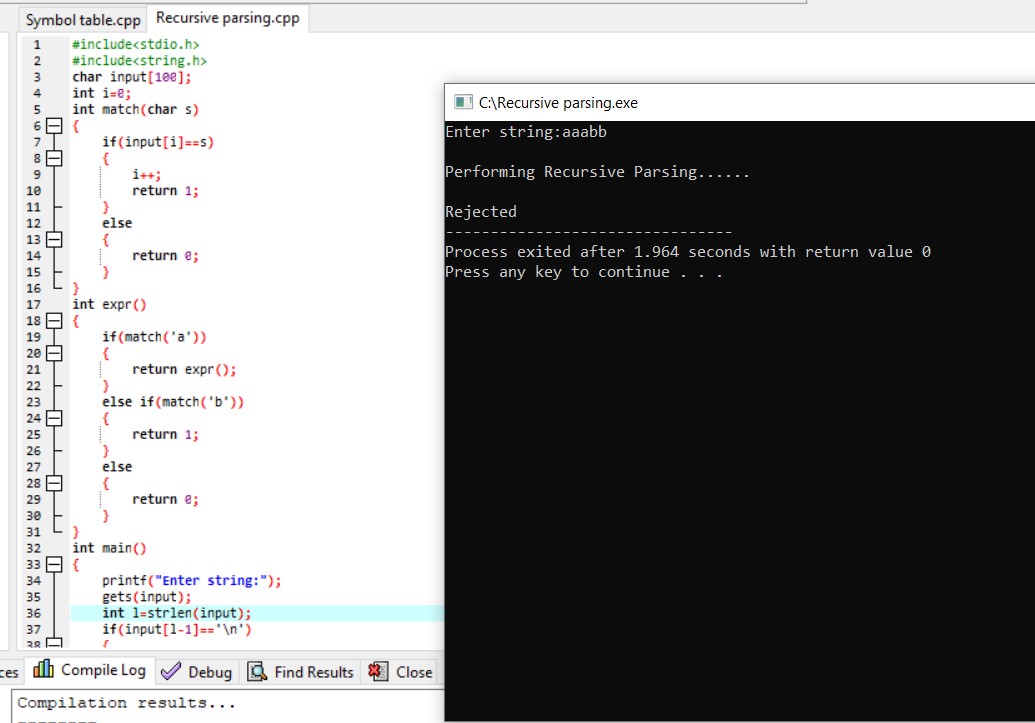 Symbol table.cpp Recursive parsing.cpp
1 #include<stdio.h>
2 #include<string.h>
3 char input[100];
4 int i=0;
5 int match(char s)
6 {
7 if(input[i]==s)
8 {
9 i++;
10 return 1;
11 }
12 else
13 {
14 return 0;
15 }
16 }
17 int expr()
18 {
19 if(match('a'))
20 {
21 return expr();
22 }
23 else if(match('b'))
24 {
25 return 1;
26 }
27 else
28 {
29 return 0;
30 }
31 }
32 int main()
33 {
34 printf("Enter string:");
35 gets(input);
36 int l=strlen(input);
37 if(input[l-1]=='\n')
38 {
C:\Recursive parsing.exe
Enter string:aaabb
Performing Recursive Parsing......
Rejected
--------------------------------
Process exited after 1.964 seconds with return value 0
Press any key to continue . . .
ces Compile Log Debug Find Results Close
Compilation results...
--------